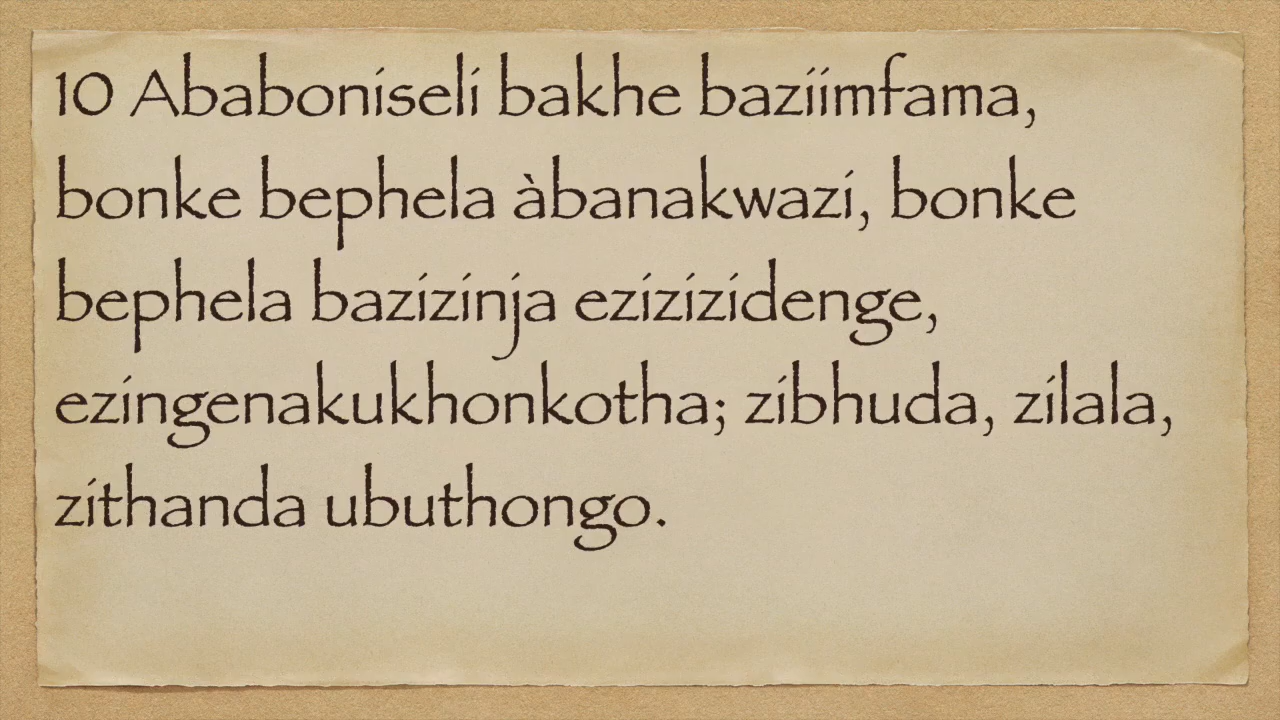 10 Ababoniseli bakhe baziimfama,
bonke bephela àbanakwazi, bonke
bephela bazizinja ezizizidenge,
ezingenakukhonkotha; zibhuda, zilala,
zithanda ubuthongo.